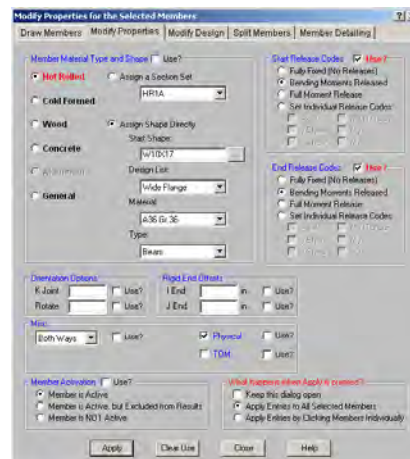 Modify Properties for the Selected Members
Draw Members Modify Properties Modify Design Split Members Member Detailing
Member Material Type and Shape Use?
Hot Rolled
Cold Formed
Wood
Concrete
General
Assign a Section Set
HR1A
Assign Shape Directly
Start Shape:
W10X17
Design List:
Wide Flange
Material:
A36 Gr.36
Type:
Beam
Start Release Codes Use?
Fully Fixed (No Releases)
Bending Moments Released
Full Moment Release
Set Individual Release Codes:
End Release Codes Use?
Fully Fixed (No Releases)
Bending Moments Released
Full Moment Release
Set Individual Release Codes:
Orientation Options
K Joint Use?
Rotate Use?
Rigid End Offsets
I End in Use?
J End in Use?
Misc.
Both Ways Use? Physical Use?
TOM Use?
Member Activation Use?
Member is Active
Member is Active, but Excluded from Results
Member is NOT Active
What happens when Apply is pressed?
Keep this dialog open
Apply Entries to All Selected Members
Apply Entries by Clicking Members Individually
Apply Clear Use Close Help